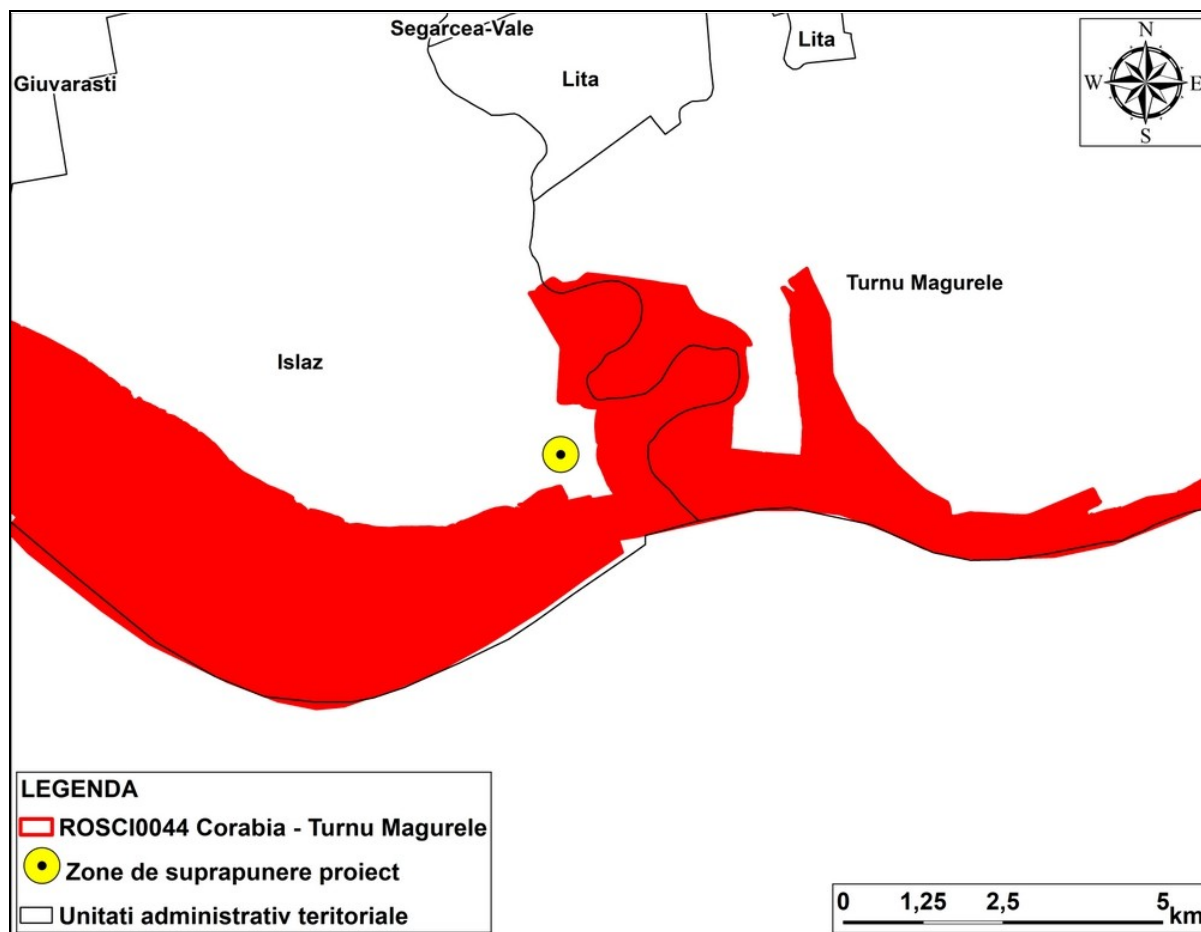 Segarcea-Vale
Lita
Giuvarasti
Lita
N
W E
S
Turnu Magurele
Islaz
LEGENDA
ROSCI0044 Corabia - Turnu Magurele
Zone de suprapunere proiect
Unitati administrativ teritoriale
0 1,25 2,5 5
km